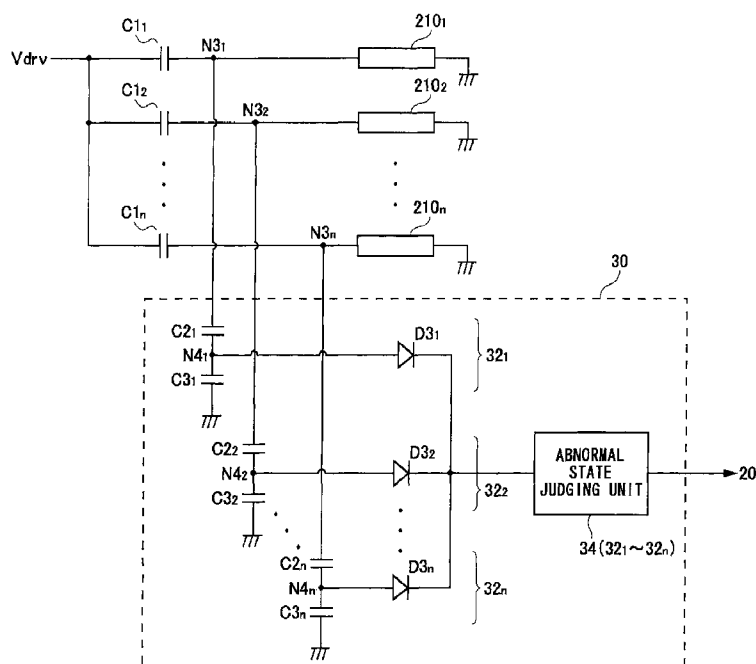 C1₁
Vdrv
N3₁
210₁
C1₂
N3₂
210₂
C1ₙ
N3ₙ
210ₙ
30
C2₁
D3₁
N4₁
32₁
C3₁
C2₂
D3₂
N4₂
32₂
C3₂
ABNORMAL
STATE
JUDGING UNIT
20
34(32₁~32ₙ)
C2ₙ
D3ₙ
N4ₙ
32ₙ
C3ₙ